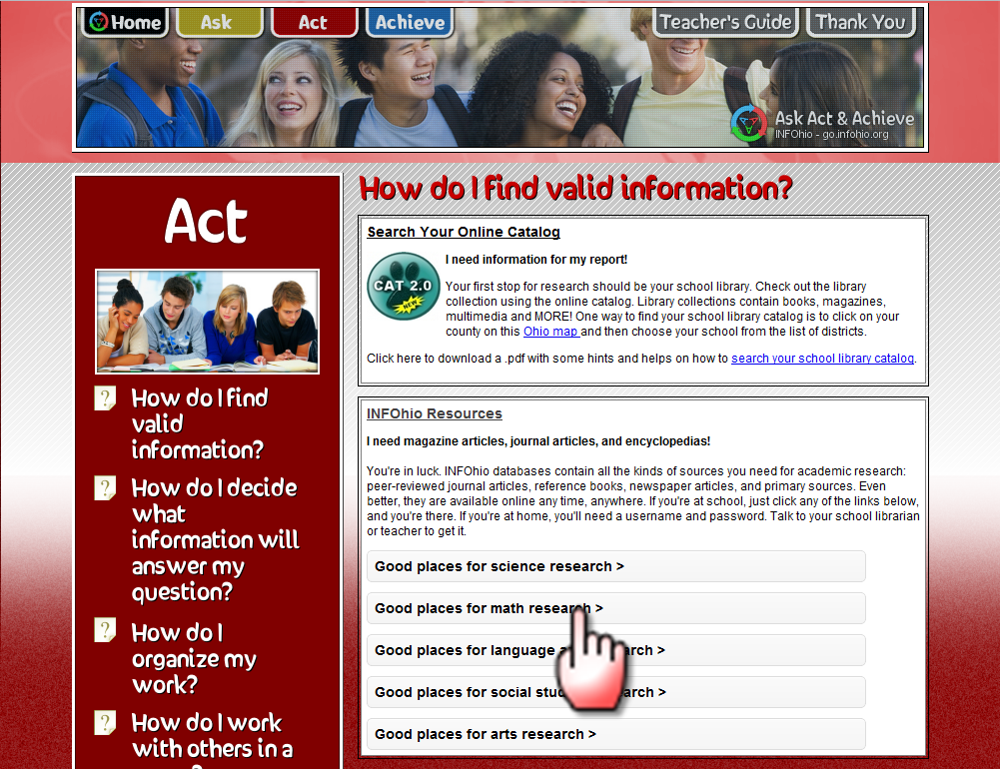 Home Ask Act Achieve Teacher's Guide Thank You
Ask Act & Achieve
INFOhio - go.infohio.org
Act
How do I find
valid
information?
How do I decide
what
information will
answer my
question?
How do I
organize my
work?
How do I work
with others in a
How do I find valid information?
Search Your Online Catalog
CAT 2.0
NEW
I need information for my report!
Your first stop for research should be your school library. Check out the library
collection using the online catalog. Library collections contain books, magazines,
multimedia and MORE! One way to find your school library catalog is to click on your
county on this Ohio map and then choose your school from the list of districts.
Click here to download a .pdf with some hints and helps on how to search your school library catalog.
INFOhio Resources
I need magazine articles, journal articles, and encyclopedias!
You're in luck. INFOhio databases contain all the kinds of sources you need for academic research:
peer-reviewed journal articles, reference books, newspaper articles, and primary sources. Even
better, they are available online any time, anywhere. If you're at school, just click any of the links below,
and you're there. If you're at home, you'll need a username and password. Talk to your school librarian
or teacher to get it.
Good places for science research >
Good places for math research >
Good places for language >
Good places for social >
Good places for arts research >